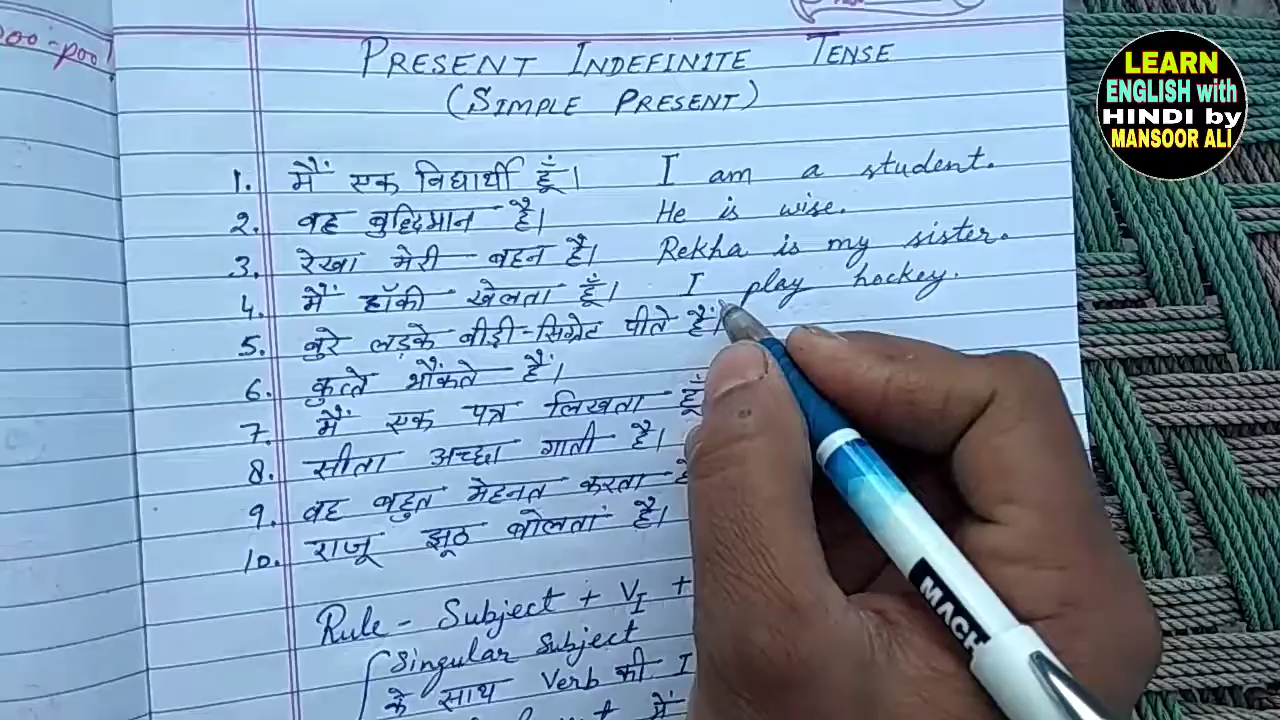 PRESENT INDEFINITE TENSE
(SIMPLE PRESENT)
LEARN
ENGLISH with
HINDI by
MANSOOR ALI
1. मैं एक विद्यार्थी हूँ। I am a student.
2. वह बुद्धिमान है। He is wise.
3. रेखा मेरी बहन है। Rekha is my sister.
4. मैं हॉकी खेलता हूँ। I play hockey.
5. बुरे लड़के बीड़ी-सिग्रेट पीते हैं।
6. कुत्ते भौंकते हैं।
7. मैं एक पत्र लिखता हूँ
8. सीता अच्छा गाती है।
9. वह बहुत मेहनत करता
10. राजू झूठ बोलता है।
Rule- Subject + VI +
Singular Subject
के साथ Verb की I
में
MACH